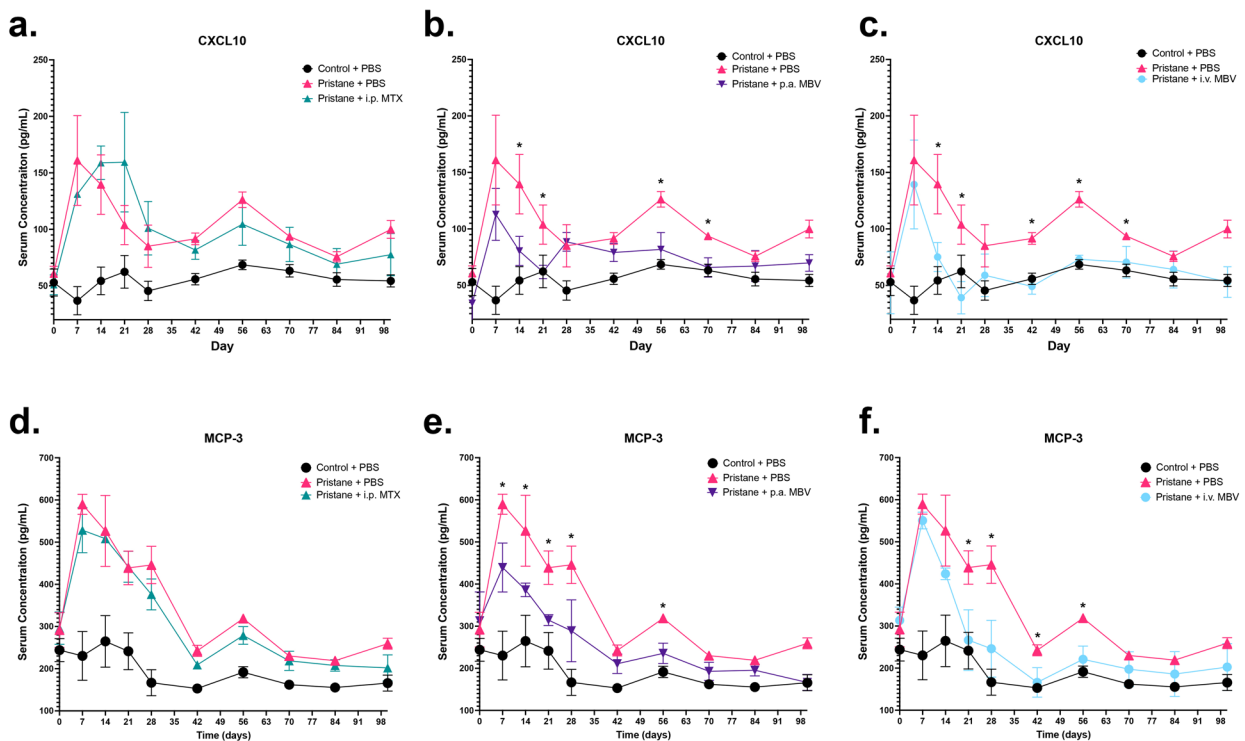 a.
CXCL10
Control + PBS
Pristane + PBS
Pristane + i.p. MTX
Serum Concentraiton (pg/mL)
250
200
150
100
50
0 7 14 21 28 35 42 49 56 63 70 77 84 91 98
Day
b.
CXCL10
Control + PBS
Pristane + PBS
Pristane + p.a. MBV
Serum Concentraiton (pg/mL)
250
200
150
100
50
* * * *
0 7 14 21 28 35 42 49 56 63 70 77 84 91 98
Day
c.
CXCL10
Control + PBS
Pristane + PBS
Pristane + i.v. MBV
Serum Concentraiton (pg/mL)
250
200
150
100
50
* * * * *
0 7 14 21 28 35 42 49 56 63 70 77 84 91 98
Day
d.
MCP-3
Control + PBS
Pristane + PBS
Pristane + i.p. MTX
Serum Concentraiton (pg/mL)
700
600
500
400
300
200
100
0 7 14 21 28 35 42 49 56 63 70 77 84 91 98
Time (days)
e.
MCP-3
Control + PBS
Pristane + PBS
Pristane + p.a. MBV
Serum Concentraiton (pg/mL)
700
600
500
400
300
200
100
* * * * *
0 7 14 21 28 35 42 49 56 63 70 77 84 91 98
Time (days)
f.
MCP-3
Control + PBS
Pristane + PBS
Pristane + i.v. MBV
Serum Concentraiton (pg/mL)
700
600
500
400
300
200
100
* * * *
0 7 14 21 28 35 42 49 56 63 70 77 84 91 98
Time (days)